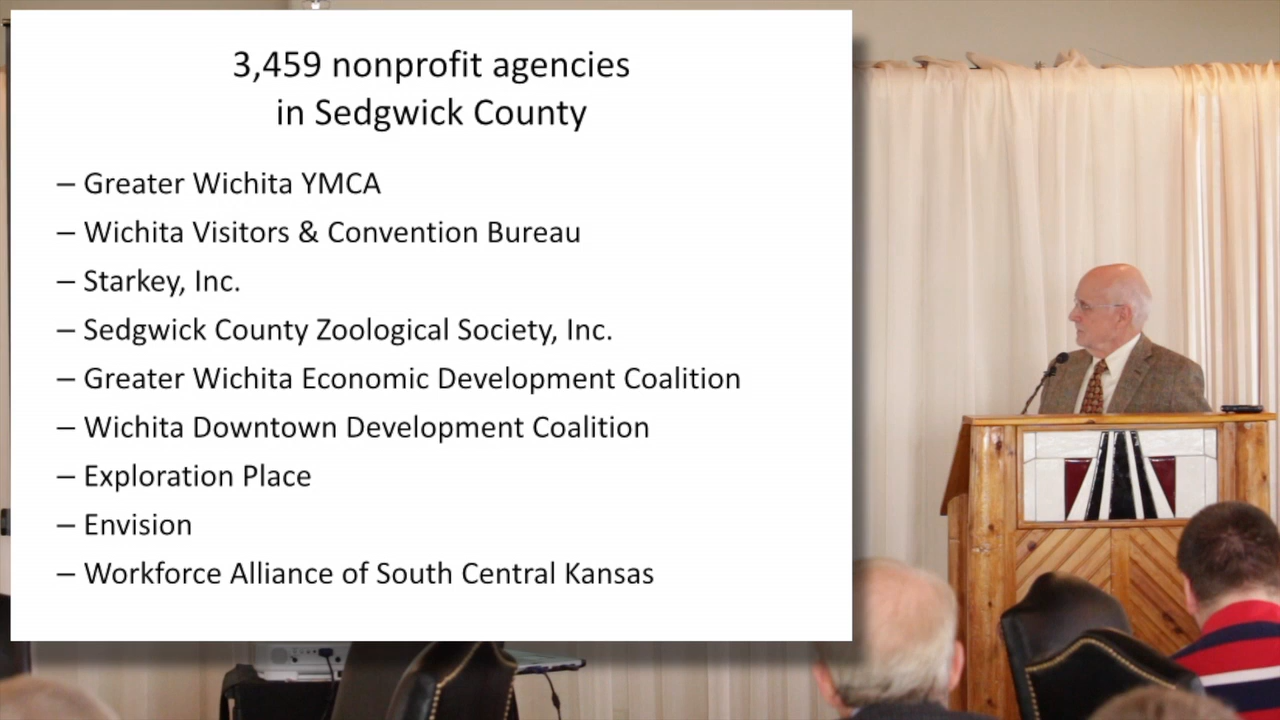 3,459 nonprofit agencies
in Sedgwick County
– Greater Wichita YMCA
– Wichita Visitors & Convention Bureau
– Starkey, Inc.
– Sedgwick County Zoological Society, Inc.
– Greater Wichita Economic Development Coalition
– Wichita Downtown Development Coalition
– Exploration Place
– Envision
– Workforce Alliance of South Central Kansas